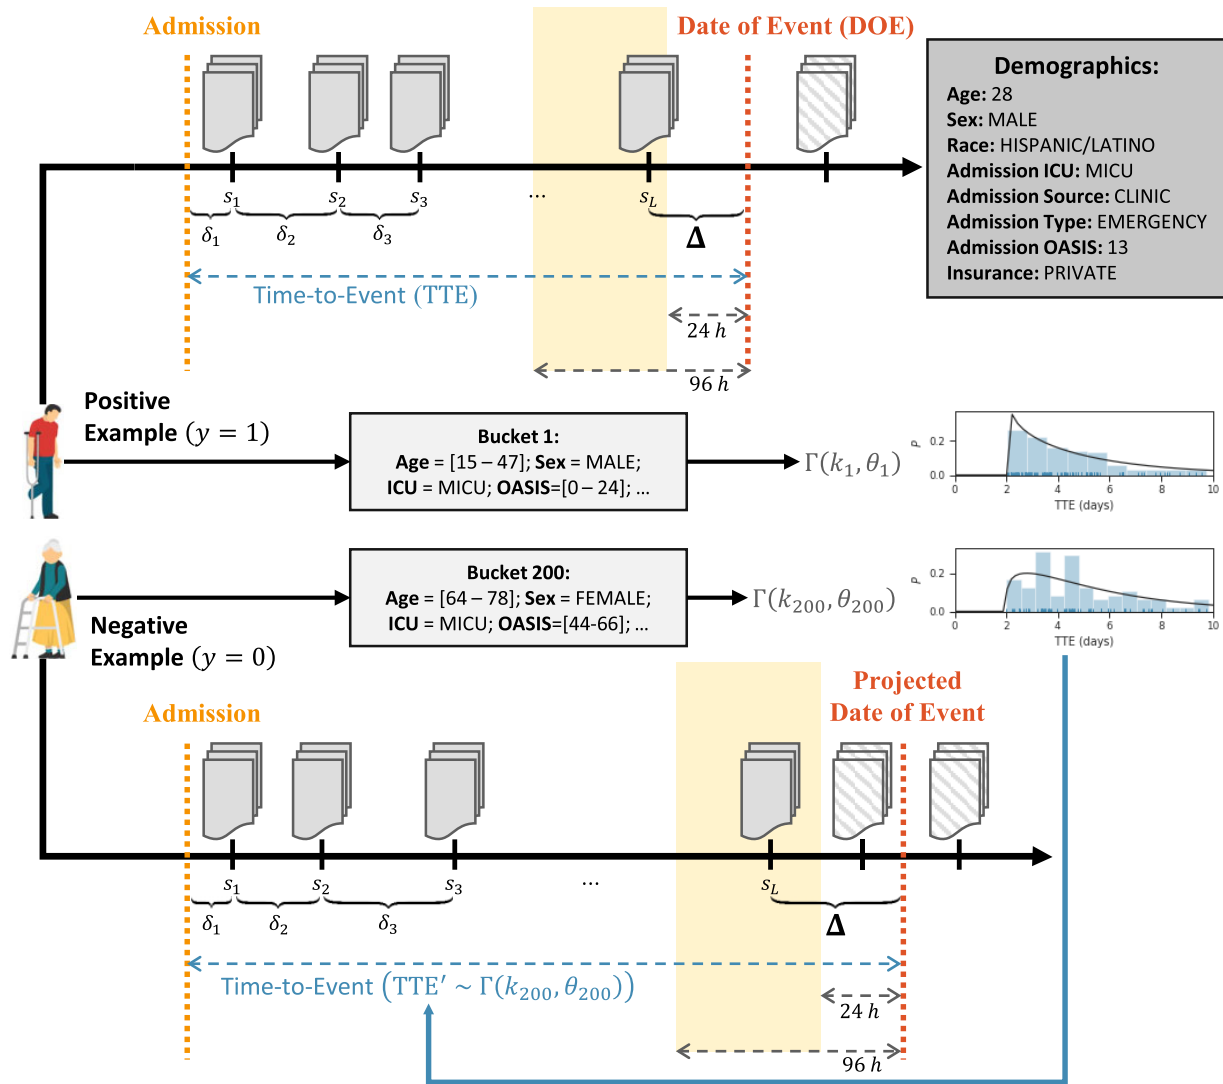 Admission
Date of Event (DOE)
Demographics:
Age: 28
Sex: MALE
Race: HISPANIC/LATINO
Admission ICU: MICU
Admission Source: CLINIC
Admission Type: EMERGENCY
Admission OASIS: 13
Insurance: PRIVATE
s₁ s₂ s₃ ... s_L
δ₁ δ₂ δ₃ Δ
Time-to-Event (TTE)
24 h
96 h
Positive
Example (y = 1)
Bucket 1:
Age = [15 – 47]; Sex = MALE;
ICU = MICU; OASIS=[0 – 24]; ...
Γ(k₁, θ₁)
P
0.2
0.0
0 2 4 6 8 10
TTE (days)
Negative
Example (y = 0)
Bucket 200:
Age = [64 – 78]; Sex = FEMALE;
ICU = MICU; OASIS=[44-66]; ...
Γ(k₂₀₀, θ₂₀₀)
P
0.2
0.0
0 2 4 6 8 10
TTE (days)
Admission
Projected
Date of Event
s₁ s₂ s₃ ... s_L
δ₁ δ₂ δ₃ Δ
Time-to-Event (TTE′ ~ Γ(k₂₀₀, θ₂₀₀))
24 h
96 h